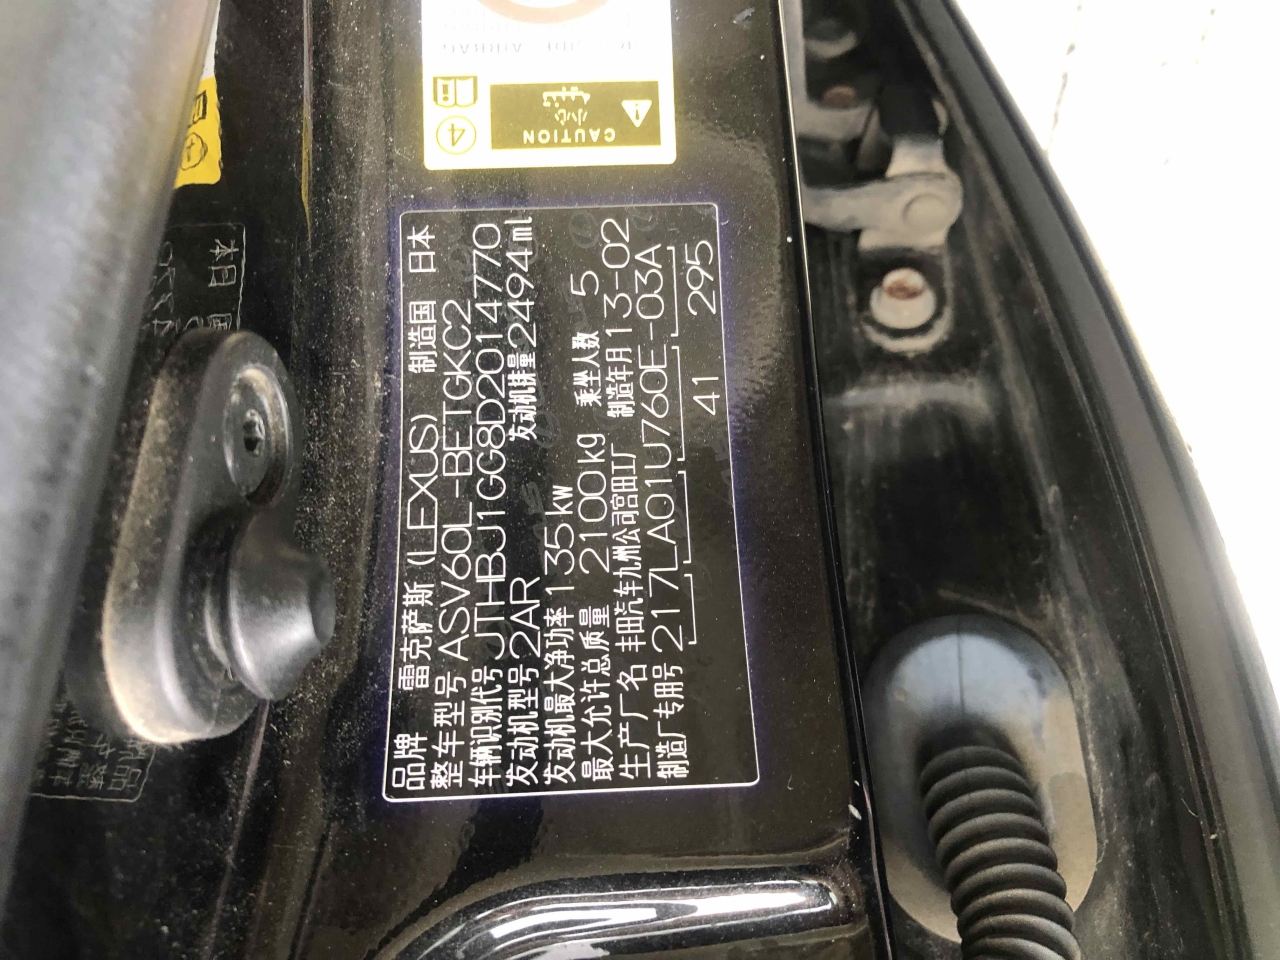 品牌 雷克萨斯 (LEXUS) 制造国 日本
整车型号 ASV60L-BETGKC2
车辆识别代号 JTHBJ1GG8D2014770
发动机型号 2AR 发动机排量 2494ml
发动机最大净功率 135kW
最大允许总质量 2100kg 乘坐人数 5
生产厂名 丰田汽车九州公司宫田工厂 制造年月 13-02
制造厂专用号 217LA01U760E-03A
41 295
CAUTION
小心
4
AIRBAG